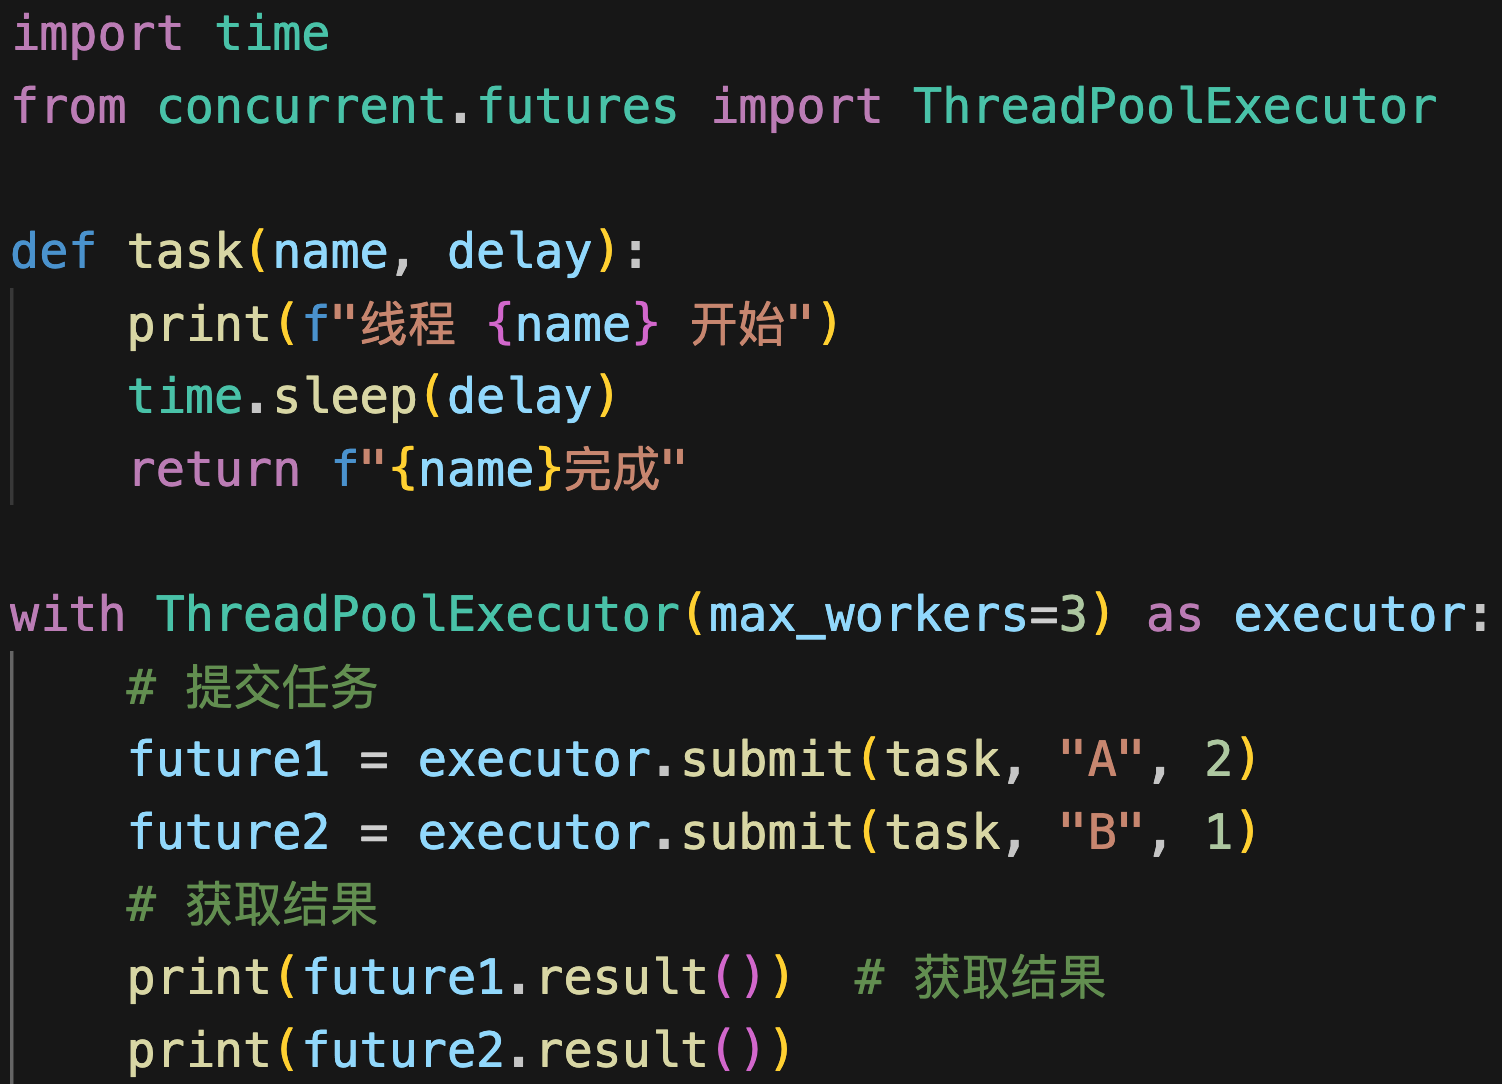 import time
from concurrent.futures import ThreadPoolExecutor

def task(name, delay):
    print(f"线程 {name} 开始")
    time.sleep(delay)
    return f"{name}完成"

with ThreadPoolExecutor(max_workers=3) as executor:
    # 提交任务
    future1 = executor.submit(task, "A", 2)
    future2 = executor.submit(task, "B", 1)
    # 获取结果
    print(future1.result())  # 获取结果
    print(future2.result())